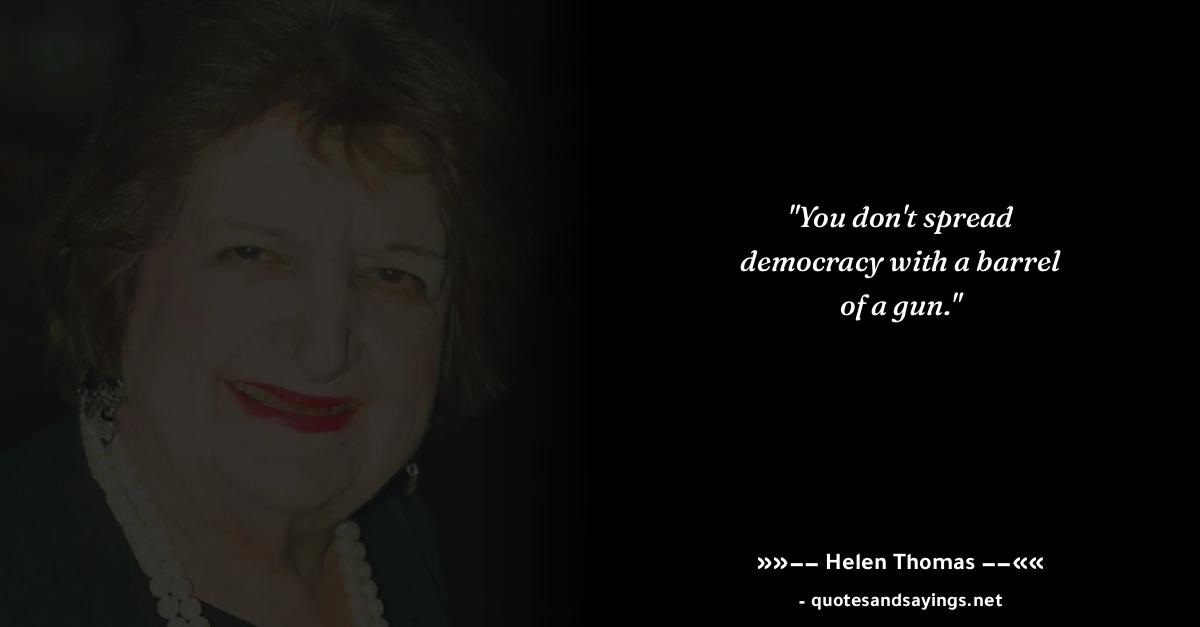 "You don't spread
democracy with a barrel
of a gun."
»»−− Helen Thomas −−««
- quotesandsayings.net